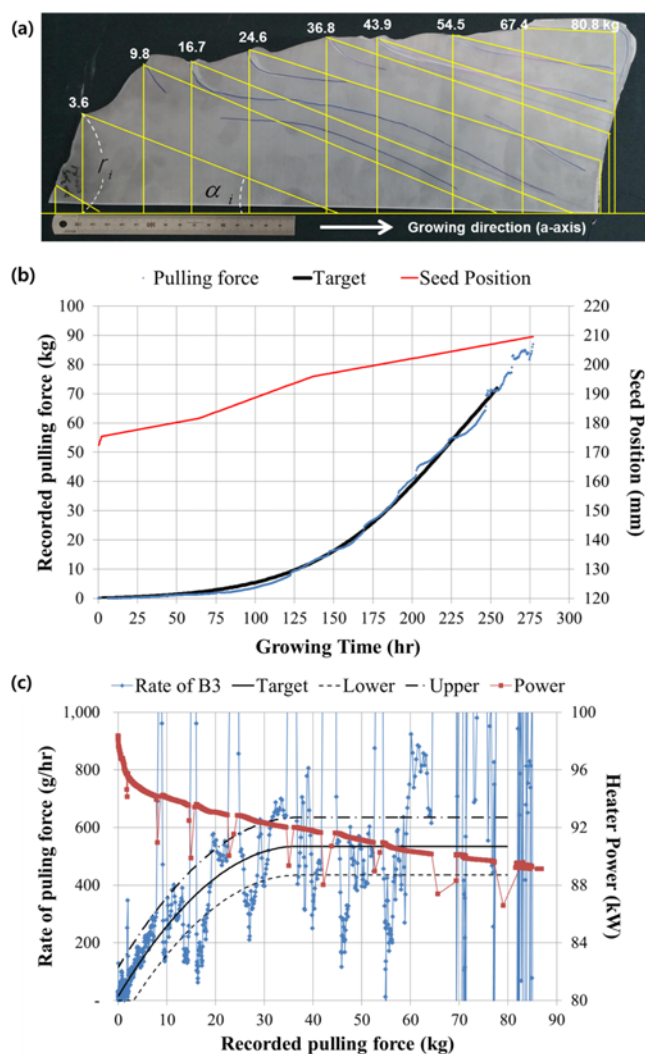 (a)
3.6
9.8
16.7
24.6
36.8
43.9
54.5
67.4
80.8 kg
r i
α i
Growing direction (a-axis)
(b)
Pulling force
Target
Seed Position
Recorded pulling force (kg)
100
90
80
70
60
50
40
30
20
10
0
220
210
200
190
180
170
160
150
140
130
120
Seed Position (mm)
0 25 50 75 100 125 150 175 200 225 250 275 300
Growing Time (hr)
(c)
Rate of B3
Target
Lower
Upper
Power
Rate of pulling force (g/hr)
1,000
800
600
400
200
-
100
96
92
88
84
80
Heater Power (kW)
0 10 20 30 40 50 60 70 80 90
Recorded pulling force (kg)